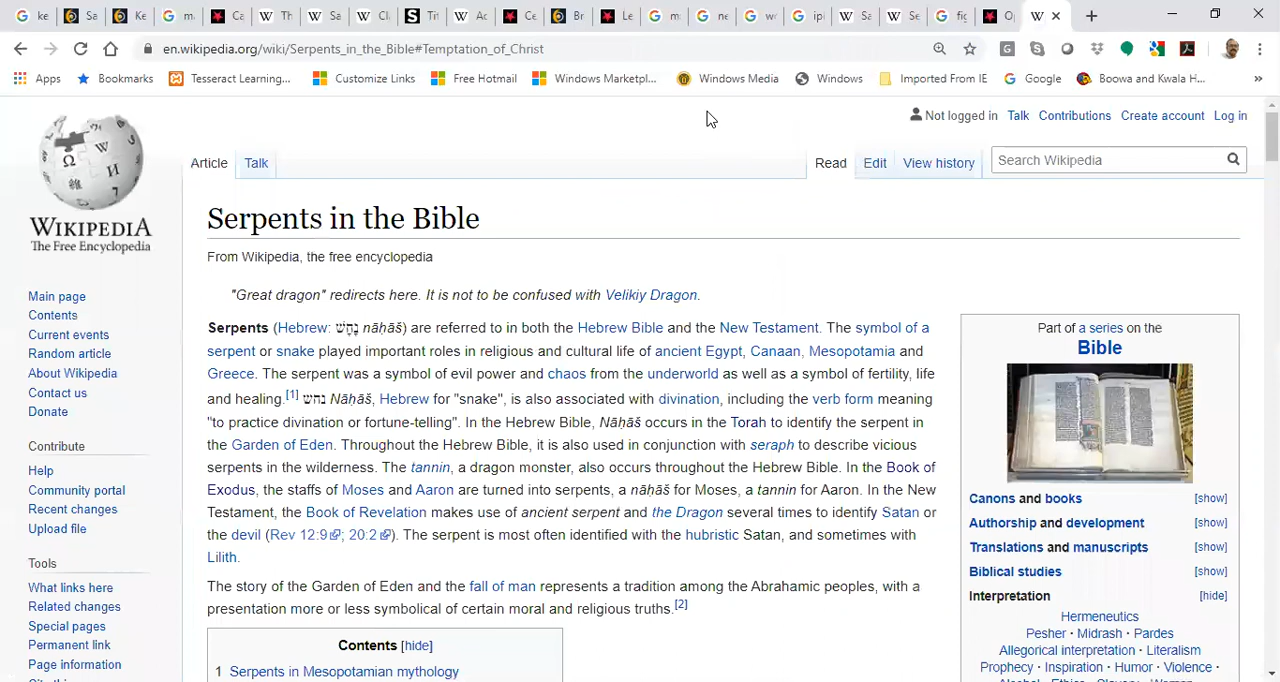 ke
Sa
Ke
m
Ca
Th
Sa
Cl
Tit
Ac
Ce
Br
Le
m
ne
w
ip
Sa
Se
fig
O
en.wikipedia.org/wiki/Serpents_in_the_Bible#Temptation_of_Christ
Apps
Bookmarks
Tesseract Learning...
Customize Links
Free Hotmail
Windows Marketpl...
Windows Media
Windows
Imported From IE
Google
Boowa and Kwala H...
»
Not logged in Talk Contributions Create account Log in
Article Talk
Read Edit View history
Search Wikipedia
WIKIPEDIA
The Free Encyclopedia
Main page
Contents
Current events
Random article
About Wikipedia
Contact us
Donate
Contribute
Help
Community portal
Recent changes
Upload file
Tools
What links here
Related changes
Special pages
Permanent link
Page information
Serpents in the Bible
From Wikipedia, the free encyclopedia
"Great dragon" redirects here. It is not to be confused with Velikiy Dragon.
Serpents (Hebrew: נָחָשׁ nāḥāš) are referred to in both the Hebrew Bible and the New Testament. The symbol of a
serpent or snake played important roles in religious and cultural life of ancient Egypt, Canaan, Mesopotamia and
Greece. The serpent was a symbol of evil power and chaos from the underworld as well as a symbol of fertility, life
and healing.[1] נחש Nāḥāš, Hebrew for "snake", is also associated with divination, including the verb form meaning
"to practice divination or fortune-telling". In the Hebrew Bible, Nāḥāš occurs in the Torah to identify the serpent in
the Garden of Eden. Throughout the Hebrew Bible, it is also used in conjunction with seraph to describe vicious
serpents in the wilderness. The tannin, a dragon monster, also occurs throughout the Hebrew Bible. In the Book of
Exodus, the staffs of Moses and Aaron are turned into serpents, a nāḥāš for Moses, a tannin for Aaron. In the New
Testament, the Book of Revelation makes use of ancient serpent and the Dragon several times to identify Satan or
the devil (Rev 12:9; 20:2). The serpent is most often identified with the hubristic Satan, and sometimes with
Lilith.
The story of the Garden of Eden and the fall of man represents a tradition among the Abrahamic peoples, with a
presentation more or less symbolical of certain moral and religious truths.[2]
Contents [hide]
1 Serpents in Mesopotamian mythology
Part of a series on the
Bible
Canons and books [show]
Authorship and development [show]
Translations and manuscripts [show]
Biblical studies [show]
Interpretation [hide]
Hermeneutics
Pesher · Midrash · Pardes
Allegorical interpretation · Literalism
Prophecy · Inspiration · Humor · Violence ·